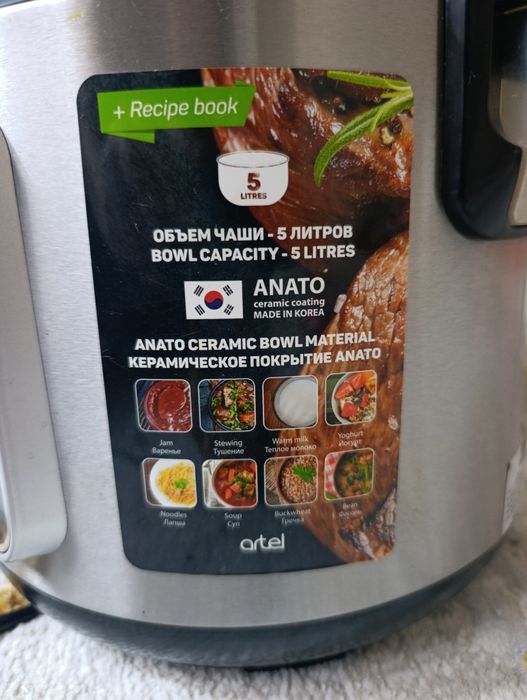 + Recipe book
5
LITRES
ОБЪЕМ ЧАШИ - 5 ЛИТРОВ
BOWL CAPACITY - 5 LITRES
ANATO
ceramic coating
MADE IN KOREA
ANATO CERAMIC BOWL MATERIAL
КЕРАМИЧЕСКОЕ ПОКРЫТИЕ ANATO
Jam
Варенье
Stewing
Тушение
Warm milk
Теплое молоко
Yoghurt
Йогурт
Noodles
Лапша
Soup
Суп
Buckwheat
Гречка
Bean
Фасоль
artel